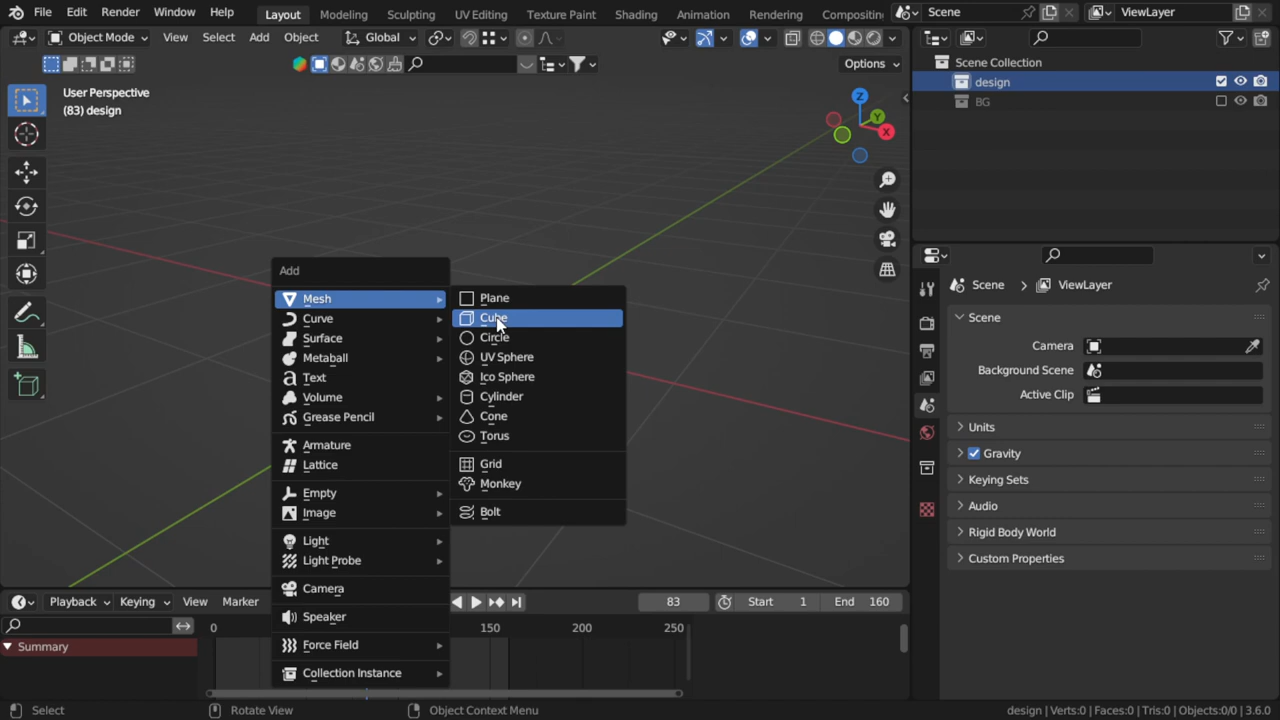 File Edit Render Window Help Layout Modeling Sculpting UV Editing Texture Paint Shading Animation Rendering Compositin Scene ViewLayer
Object Mode View Select Add Object Global
Options
User Perspective
(83) design
Z
Y
X
Scene Collection
design
BG
Scene ViewLayer
Scene
Camera
Background Scene
Active Clip
Units
Gravity
Keying Sets
Audio
Rigid Body World
Custom Properties
Add
Mesh
Curve
Surface
Metaball
Text
Volume
Grease Pencil
Armature
Lattice
Empty
Image
Light
Light Probe
Camera
Speaker
Force Field
Collection Instance
Plane
Cube
Circle
UV Sphere
Ico Sphere
Cylinder
Cone
Torus
Grid
Monkey
Bolt
Playback Keying View Marker 83 Start 1 End 160
0 150 200 250
Summary
Select Rotate View Object Context Menu design | Verts:0 | Faces:0 | Tris:0 | Objects:0/0 | 3.6.0